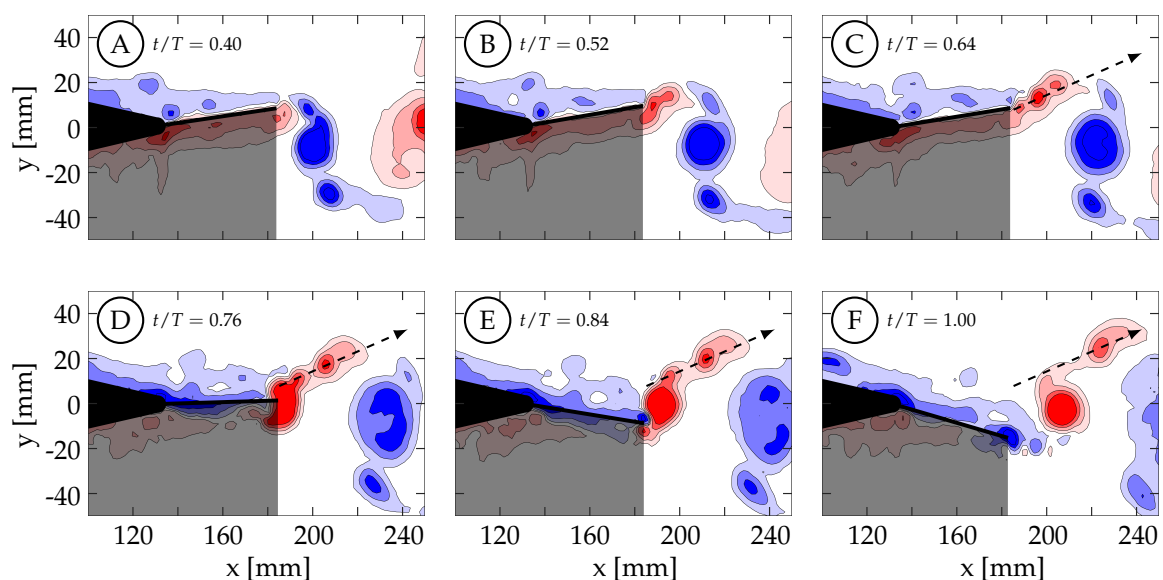 A t/T = 0.40
B t/T = 0.52
C t/T = 0.64
y [mm]
40
20
0
-20
-40
D t/T = 0.76
E t/T = 0.84
F t/T = 1.00
y [mm]
40
20
0
-20
-40
120 160 200 240
120 160 200 240
120 160 200 240
x [mm]
x [mm]
x [mm]